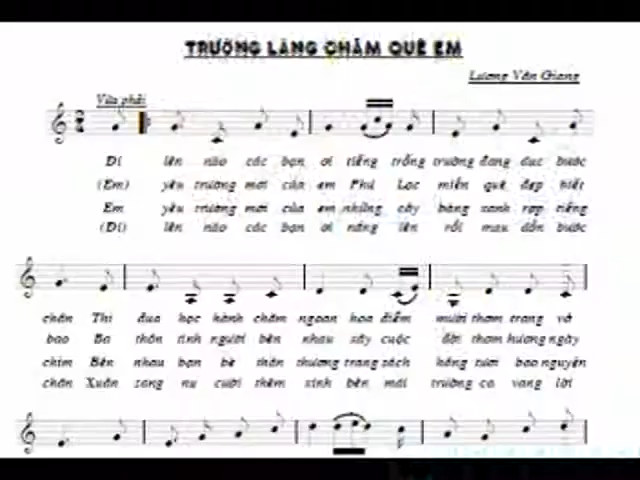 TRƯỜNG LÀNG CHĂM QUÊ EM
Lương Văn Giang
Vừa phải
Đi lên nào các bạn ơi tiếng trống trường đang dục bước
(Em) yêu trường mới của em Phú Lạc miền quê đẹp biết
Em yêu trường mới của em những cây bàng xanh rợp tiếng
(Đi) lên nào các bạn ơi nắng lên rồi mau dồn bước
chân Thi đua học hành chăm ngoan hoa điểm mười thơm trang vở
bao Ba thân tình người bên nhau sây cuộc đời thơm hương ngày
chim Bên nhau bạn bè thân thương trang sách hồng tươi bao nguyên
chân Xuân sang nụ cười thêm xinh bên mái trường ca vang lời